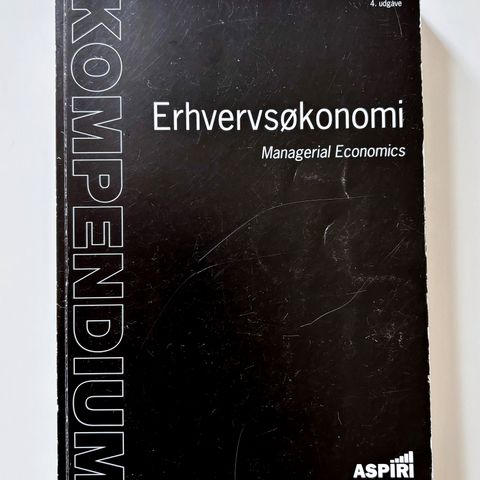 4. udgave
KOMPENDIUM
Erhvervsøkonomi
Managerial Economics
ASPIRI